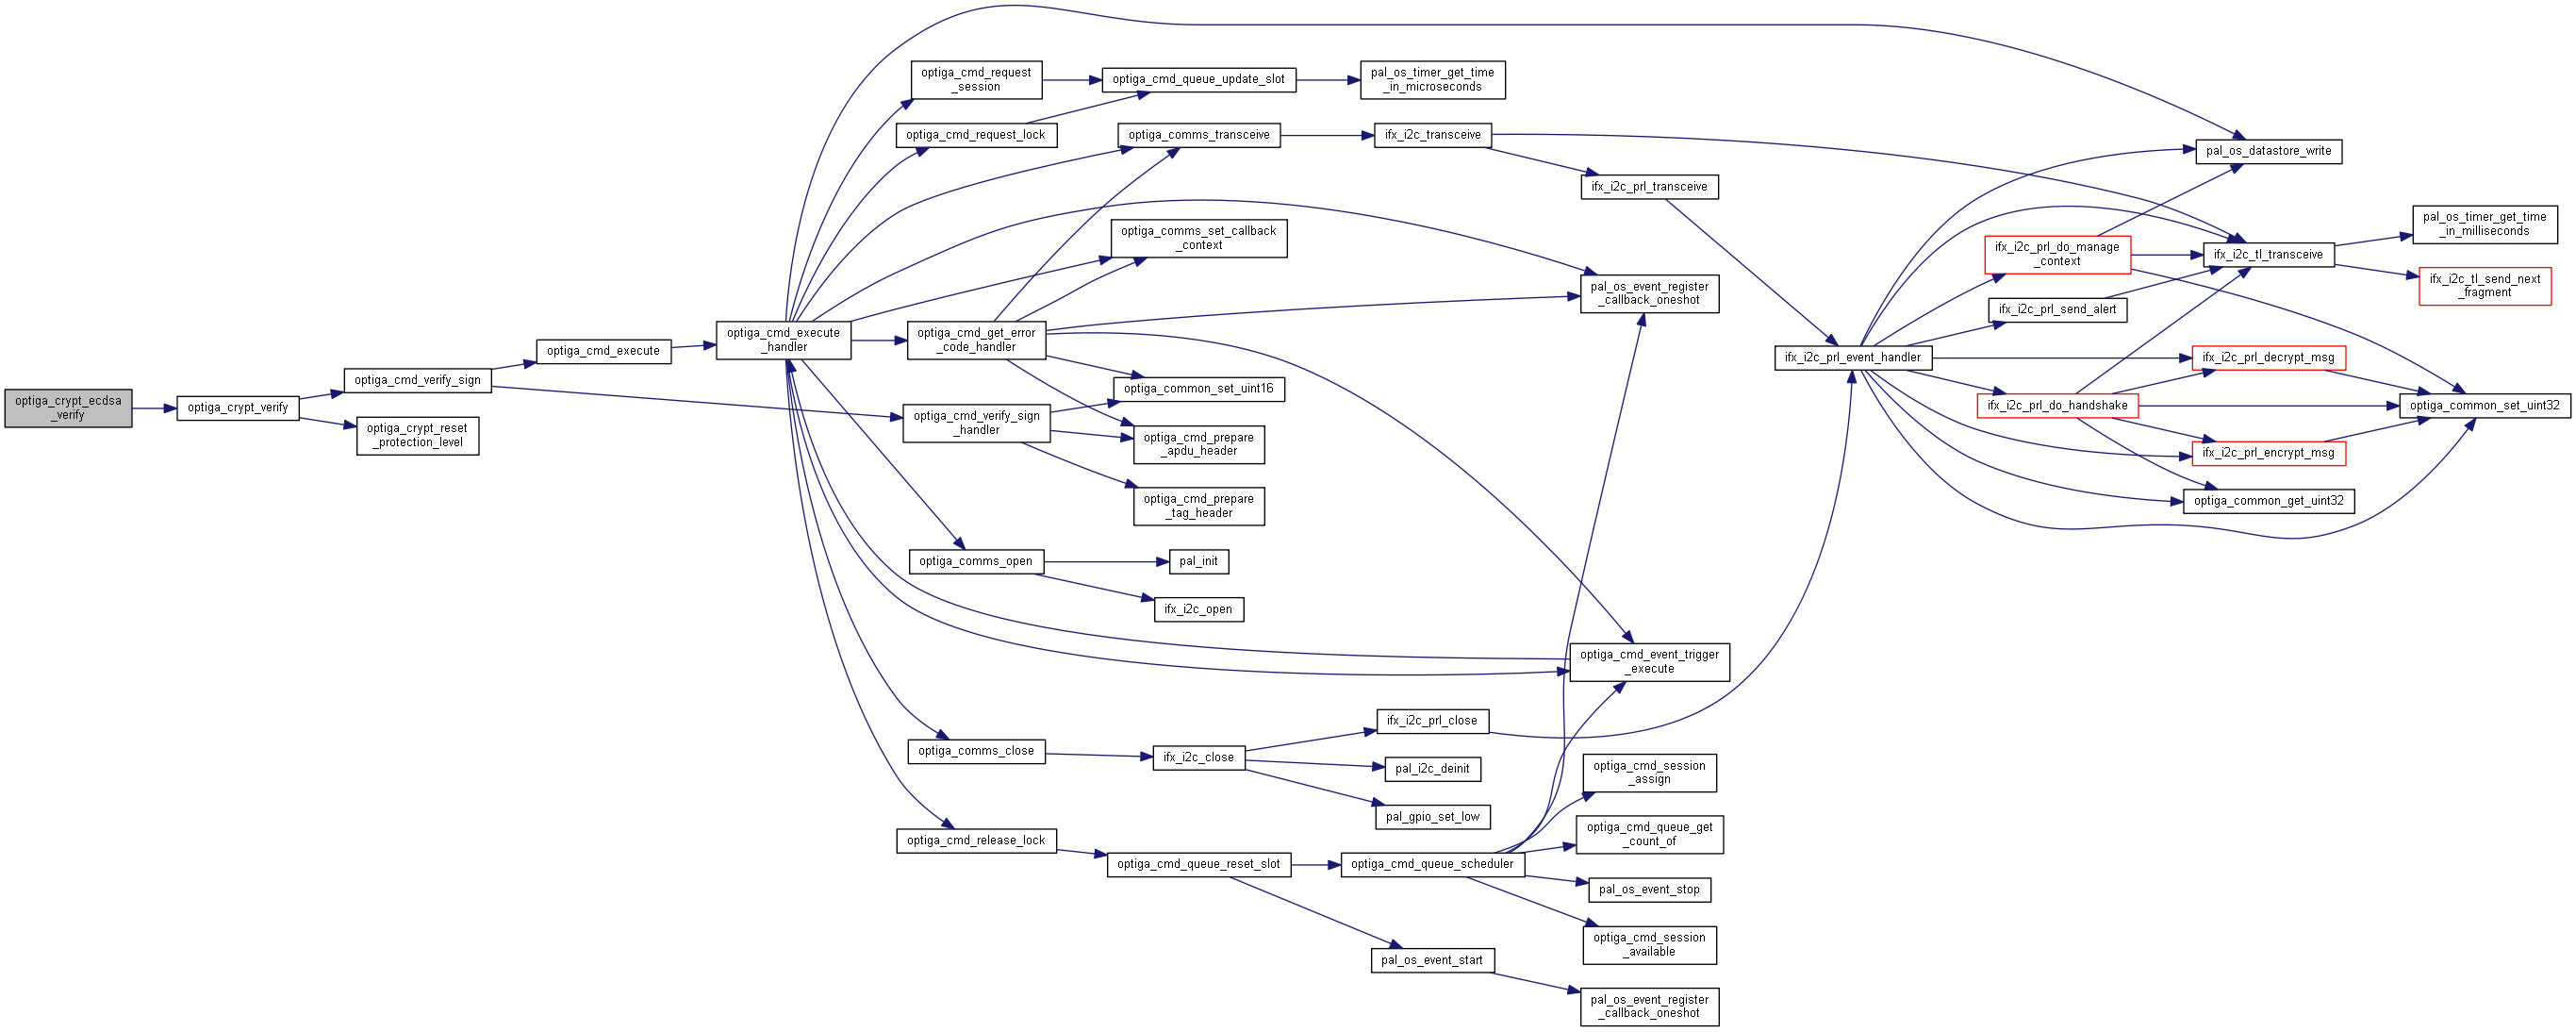 optiga_crypt_ecdsa
_verify
optiga_crypt_verify
optiga_cmd_verify_sign
optiga_crypt_reset
_protection_level
optiga_cmd_execute
optiga_cmd_execute
_handler
optiga_cmd_request
_session
optiga_cmd_request_lock
optiga_cmd_get_error
_code_handler
optiga_cmd_verify_sign
_handler
optiga_comms_open
optiga_comms_close
optiga_cmd_release_lock
optiga_cmd_queue_update_slot
optiga_comms_transceive
optiga_comms_set_callback
_context
optiga_common_set_uint16
optiga_cmd_prepare
_apdu_header
optiga_cmd_prepare
_tag_header
pal_init
ifx_i2c_open
ifx_i2c_close
optiga_cmd_queue_reset_slot
pal_os_timer_get_time
_in_microseconds
ifx_i2c_transceive
ifx_i2c_prl_close
pal_i2c_deinit
pal_gpio_set_low
optiga_cmd_queue_scheduler
pal_os_event_start
ifx_i2c_prl_transceive
pal_os_event_register
_callback_oneshot
optiga_cmd_event_trigger
_execute
optiga_cmd_session
_assign
optiga_cmd_queue_get
_count_of
pal_os_event_stop
optiga_cmd_session
_available
pal_os_event_register
_callback_oneshot
ifx_i2c_prl_event_handler
ifx_i2c_prl_do_manage
_context
ifx_i2c_prl_send_alert
ifx_i2c_prl_do_handshake
pal_os_datastore_write
ifx_i2c_tl_transceive
ifx_i2c_prl_decrypt_msg
ifx_i2c_prl_encrypt_msg
optiga_common_get_uint32
pal_os_timer_get_time
_in_milliseconds
ifx_i2c_tl_send_next
_fragment
optiga_common_set_uint32